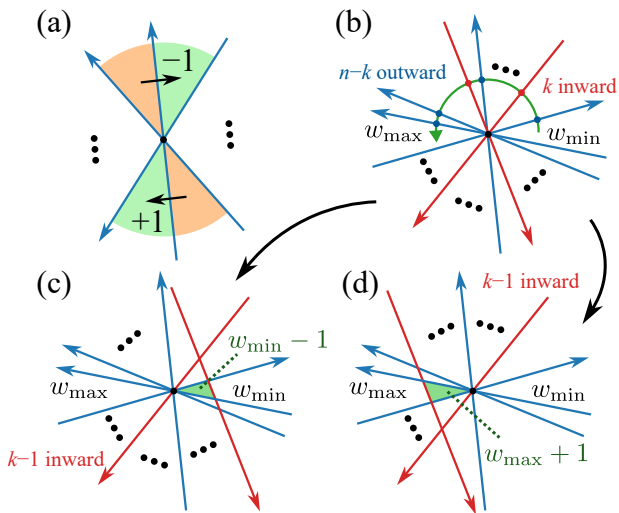 (a)
−1
+1
(b)
n−k outward
k inward
w_max
w_min
(c)
w_min − 1
w_max
w_min
k−1 inward
(d)
k−1 inward
w_max
w_min
w_max + 1